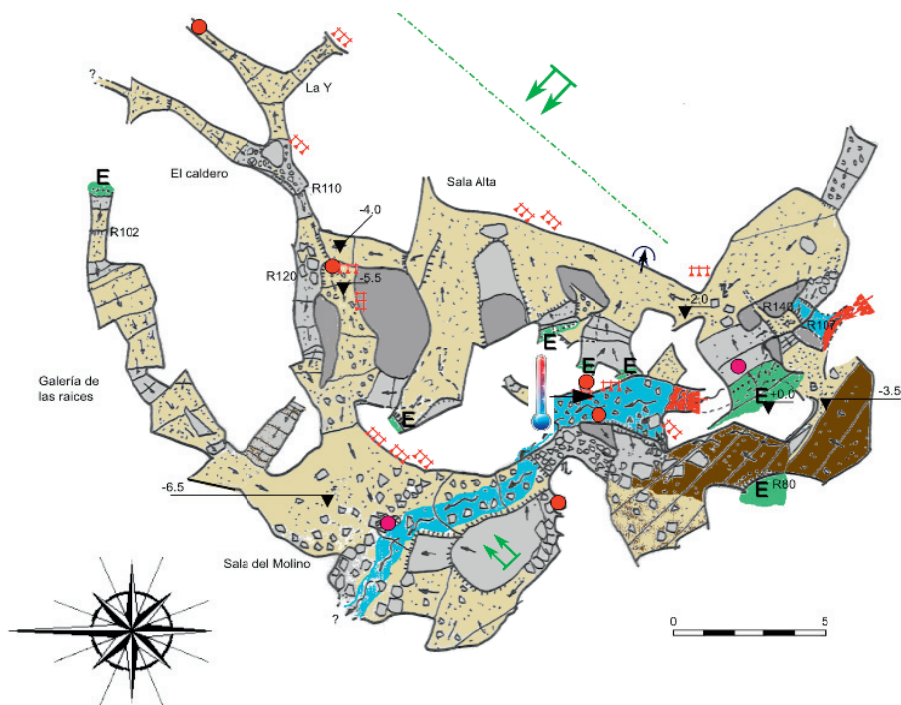 ?
La Y
El caldero
R110
Sala Alta
E
R102
-4,0
R120
-5.5
-2.0
R148
R107
E
E
E
+0.0
-3.5
Galería de
las raices
E
E
R80
-6.5
Sala del Molino
?
0
5